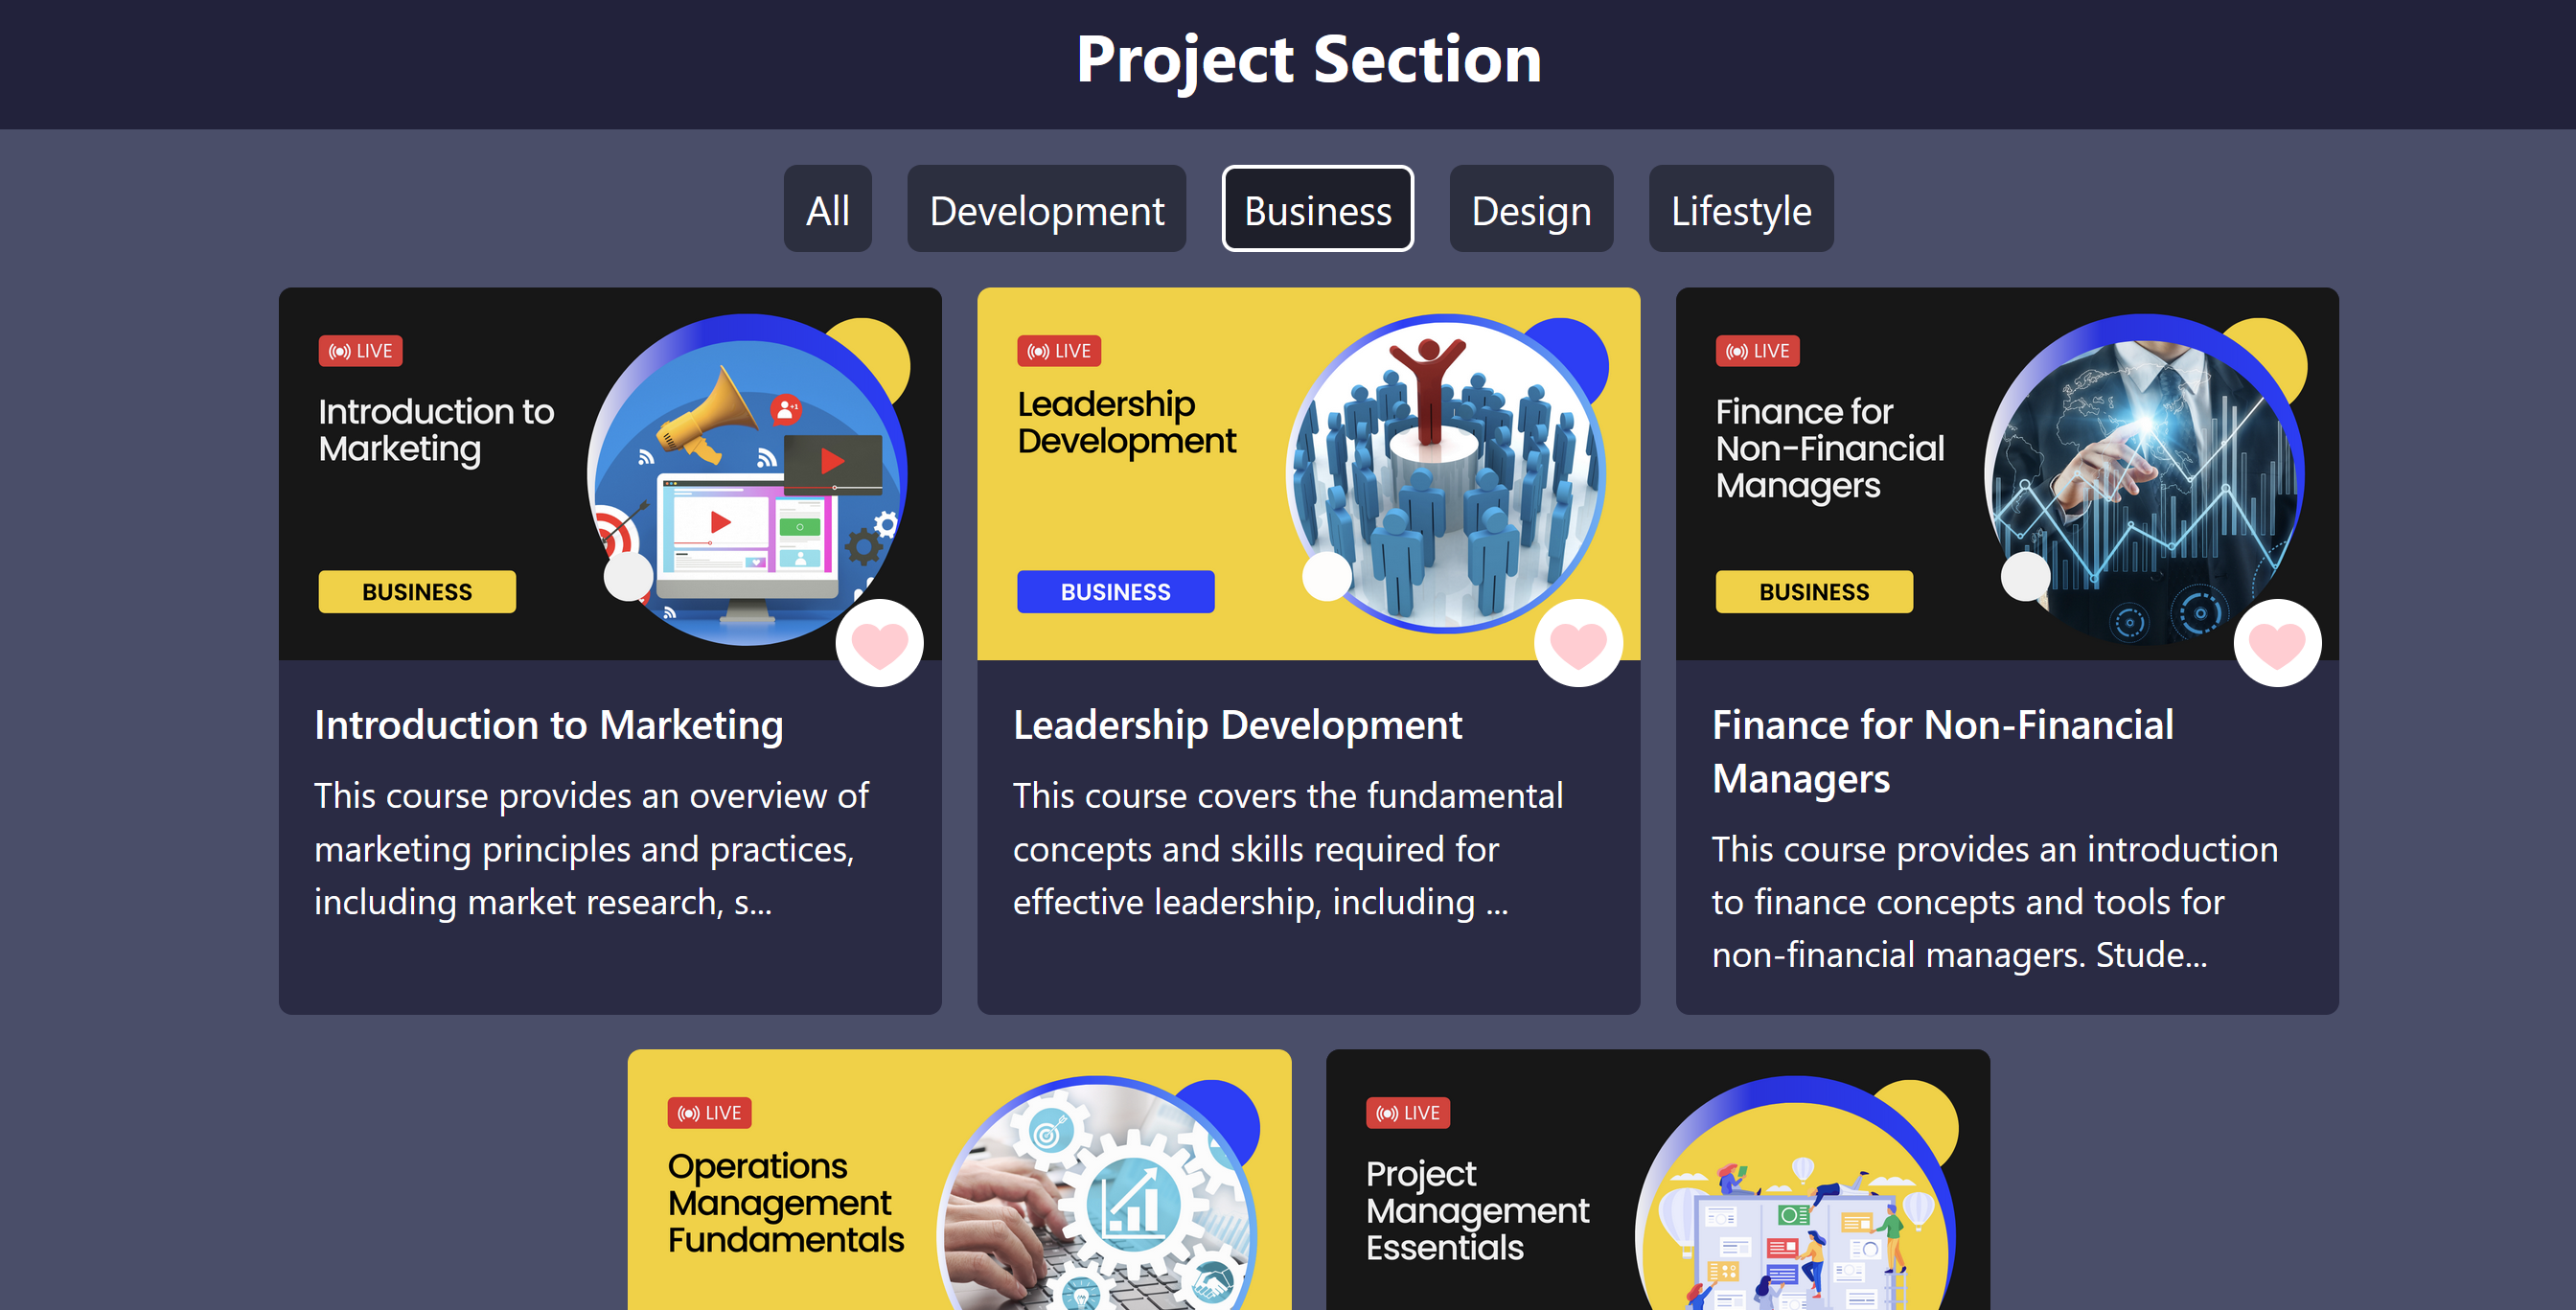 Project Section
All
Development
Business
Design
Lifestyle
LIVE
Introduction to
Marketing
BUSINESS
Introduction to Marketing
This course provides an overview of
marketing principles and practices,
including market research, s...
LIVE
Leadership
Development
BUSINESS
Leadership Development
This course covers the fundamental
concepts and skills required for
effective leadership, including ...
LIVE
Finance for
Non-Financial
Managers
BUSINESS
Finance for Non-Financial
Managers
This course provides an introduction
to finance concepts and tools for
non-financial managers. Stude...
LIVE
Operations
Management
Fundamentals
LIVE
Project
Management
Essentials